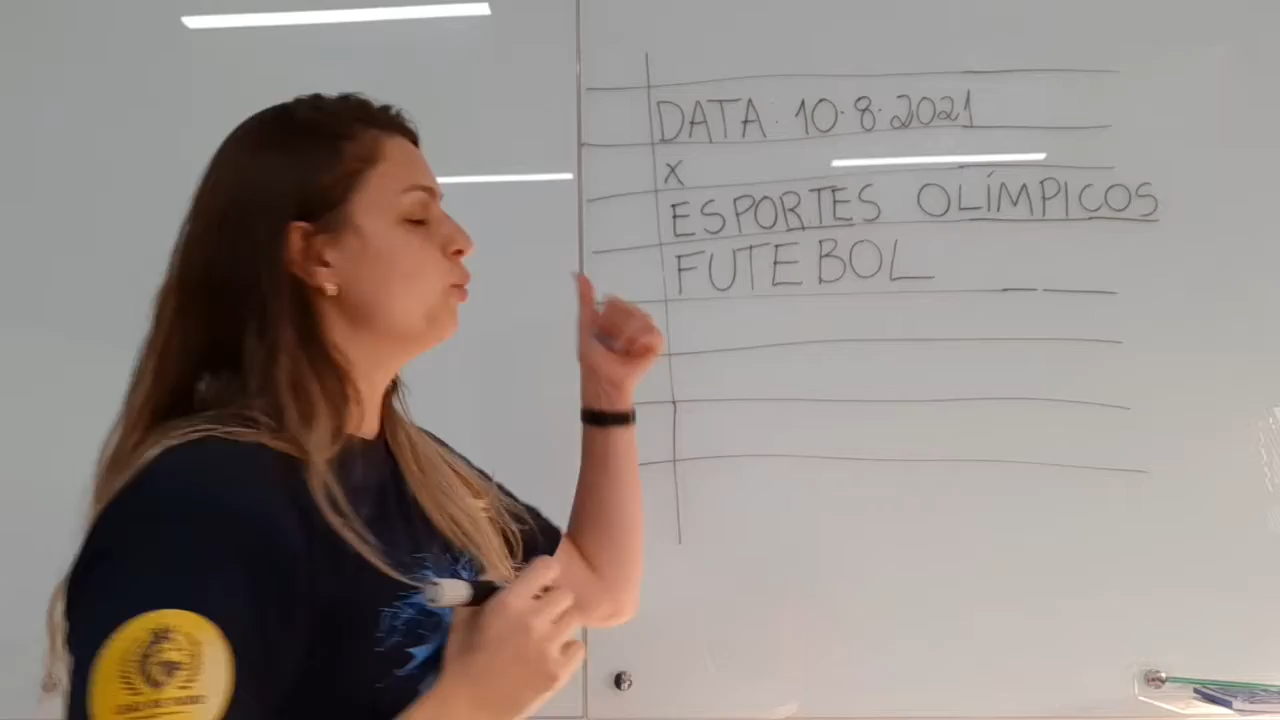 DATA: 10.8.2021
X
ESPORTES OLÍMPICOS
FUTEBOL